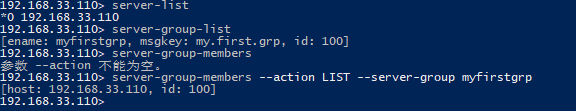 192.168.33.110> server-list
*0 192.168.33.110
192.168.33.110> server-group-list
[ename: myfirstgrp, msgkey: my.first.grp, id: 100]
192.168.33.110> server-group-members
参数 --action 不能为空。
192.168.33.110> server-group-members --action LIST --server-group myfirstgrp
[host: 192.168.33.110, id: 100]
192.168.33.110>